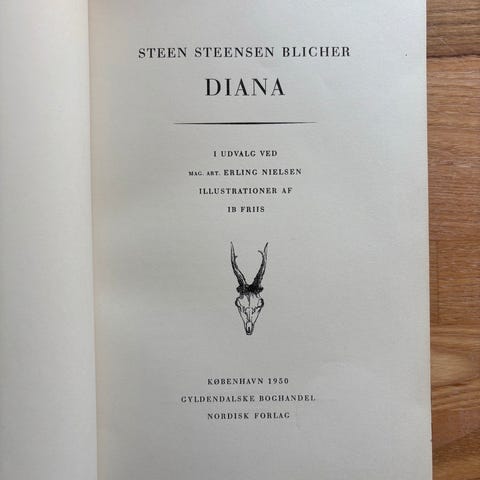 STEEN STEENSEN BLICHER
DIANA
I UDVALG VED
MAG. ART. ERLING NIELSEN
ILLUSTRATIONER AF
IB FRIIS
KØBENHAVN 1950
GYLDENDALSKE BOGHANDEL
NORDISK FORLAG